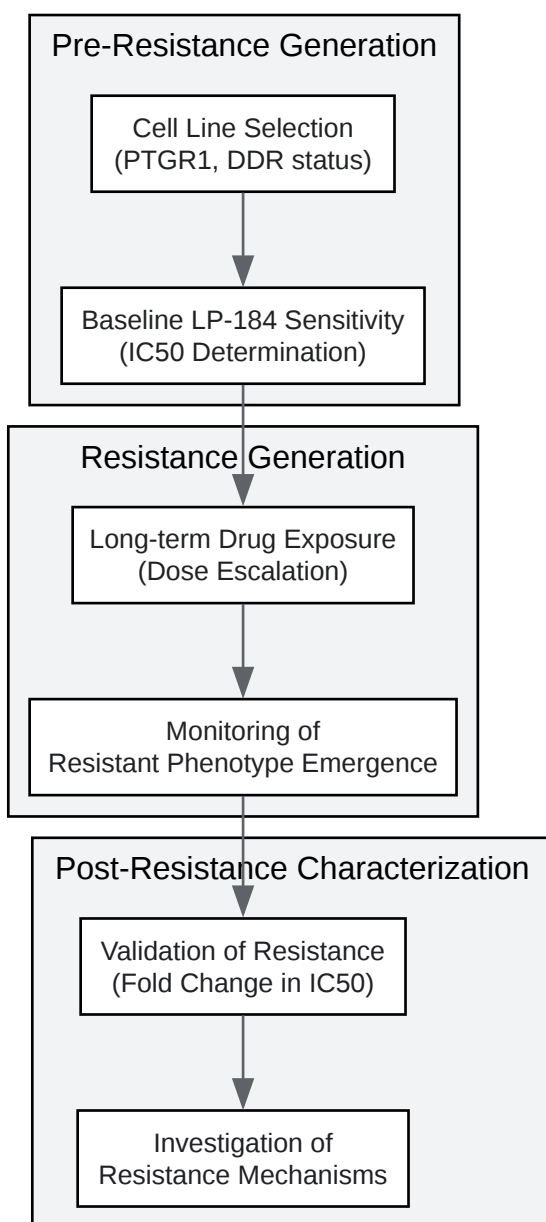 Pre-Resistance Generation
Cell Line Selection
(PTGR1, DDR status)
Baseline LP-184 Sensitivity
(IC50 Determination)
Resistance Generation
Long-term Drug Exposure
(Dose Escalation)
Monitoring of
Resistant Phenotype Emergence
Post-Resistance Characterization
Validation of Resistance
(Fold Change in IC50)
Investigation of
Resistance Mechanisms